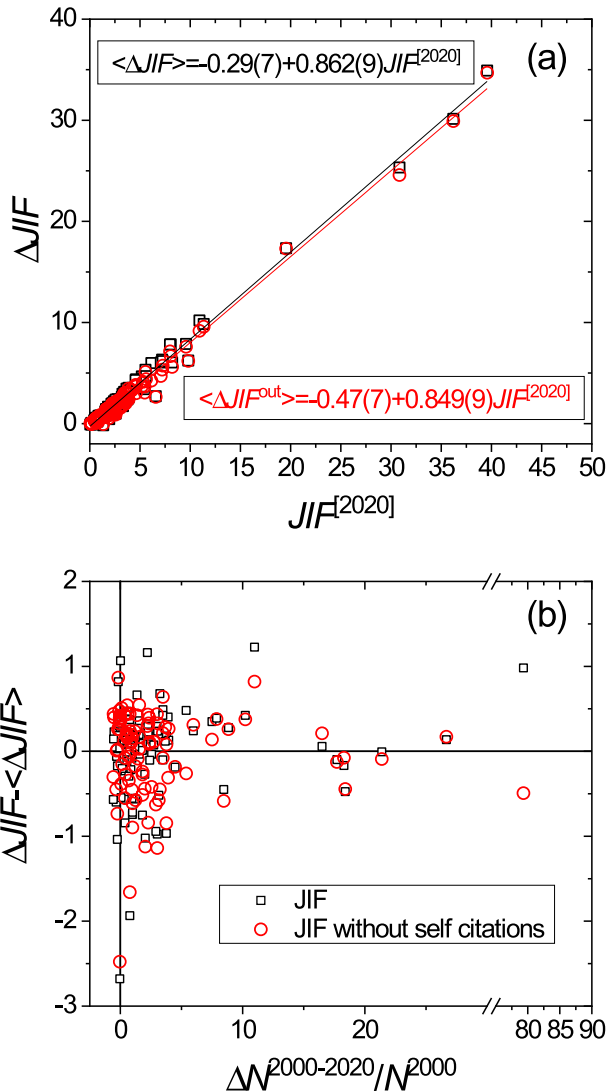 (a)
<ΔJIF>=-0.29(7)+0.862(9)JIF[2020]
<ΔJIFout>=-0.47(7)+0.849(9)JIF[2020]
40
30
20
10
0
ΔJIF
0 5 10 15 20 25 30 35 40 45 50
JIF[2020]
(b)
2
1
0
-1
-2
-3
ΔJIF-<ΔJIF>
JIF
JIF without self citations
0 10 20 80 85 90
ΔN2000-2020/N2000